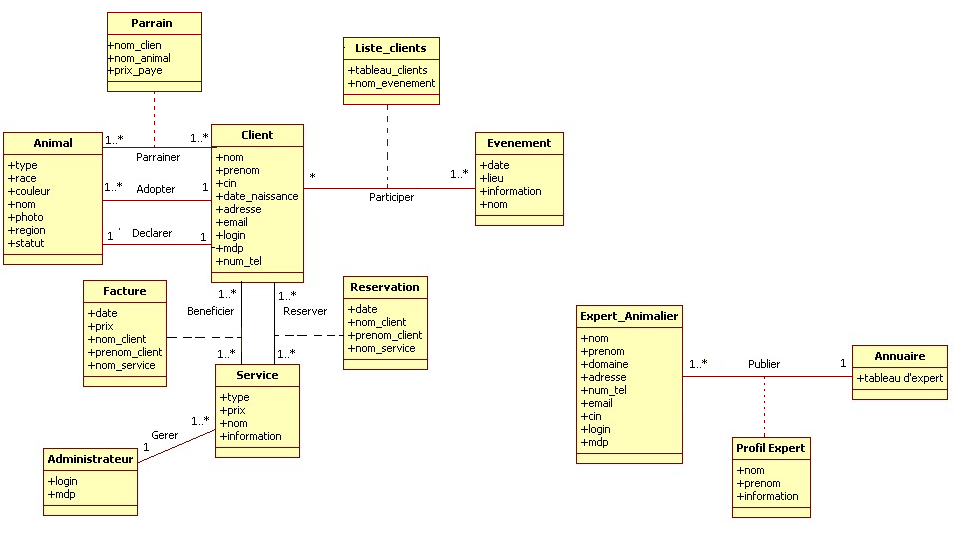 Parrain
+nom_clien
+nom_animal
+prix_paye
Liste_clients
+tableau_clients
+nom_evenement
Animal
+type
+race
+couleur
+nom
+photo
+region
+statut
1..*
1..*
Parrainer
1..*
Adopter
1
1
Declarer
1
Client
+nom
+prenom
+cin
+date_naissance
+adresse
+email
+login
+mdp
+num_tel
*
1..*
Participer
Evenement
+date
+lieu
+information
+nom
Facture
+date
+prix
+nom_client
+prenom_client
+nom_service
1..*
Beneficier
1..*
1..*
Reserver
1..*
Reservation
+date
+nom_client
+prenom_client
+nom_service
Service
+type
+prix
+nom
+information
1..*
Gerer
1
Administrateur
+login
+mdp
Expert_Animalier
+nom
+prenom
+domaine
+adresse
+num_tel
+email
+cin
+login
+mdp
1..*
Publier
1
Annuaire
+tableau d'expert
Profil Expert
+nom
+prenom
+information